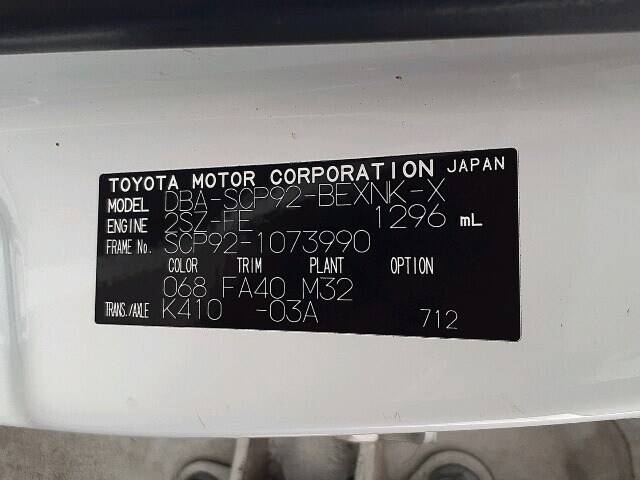 TOYOTA MOTOR CORPORATION JAPAN
MODEL DBA-SCP92-BEXNK-X
ENGINE 2SZ-FE 1296 mL
FRAME No. SCP92-1073990
COLOR TRIM PLANT OPTION
068 FA40 M32
TRANS./AXLE K410 -03A 712